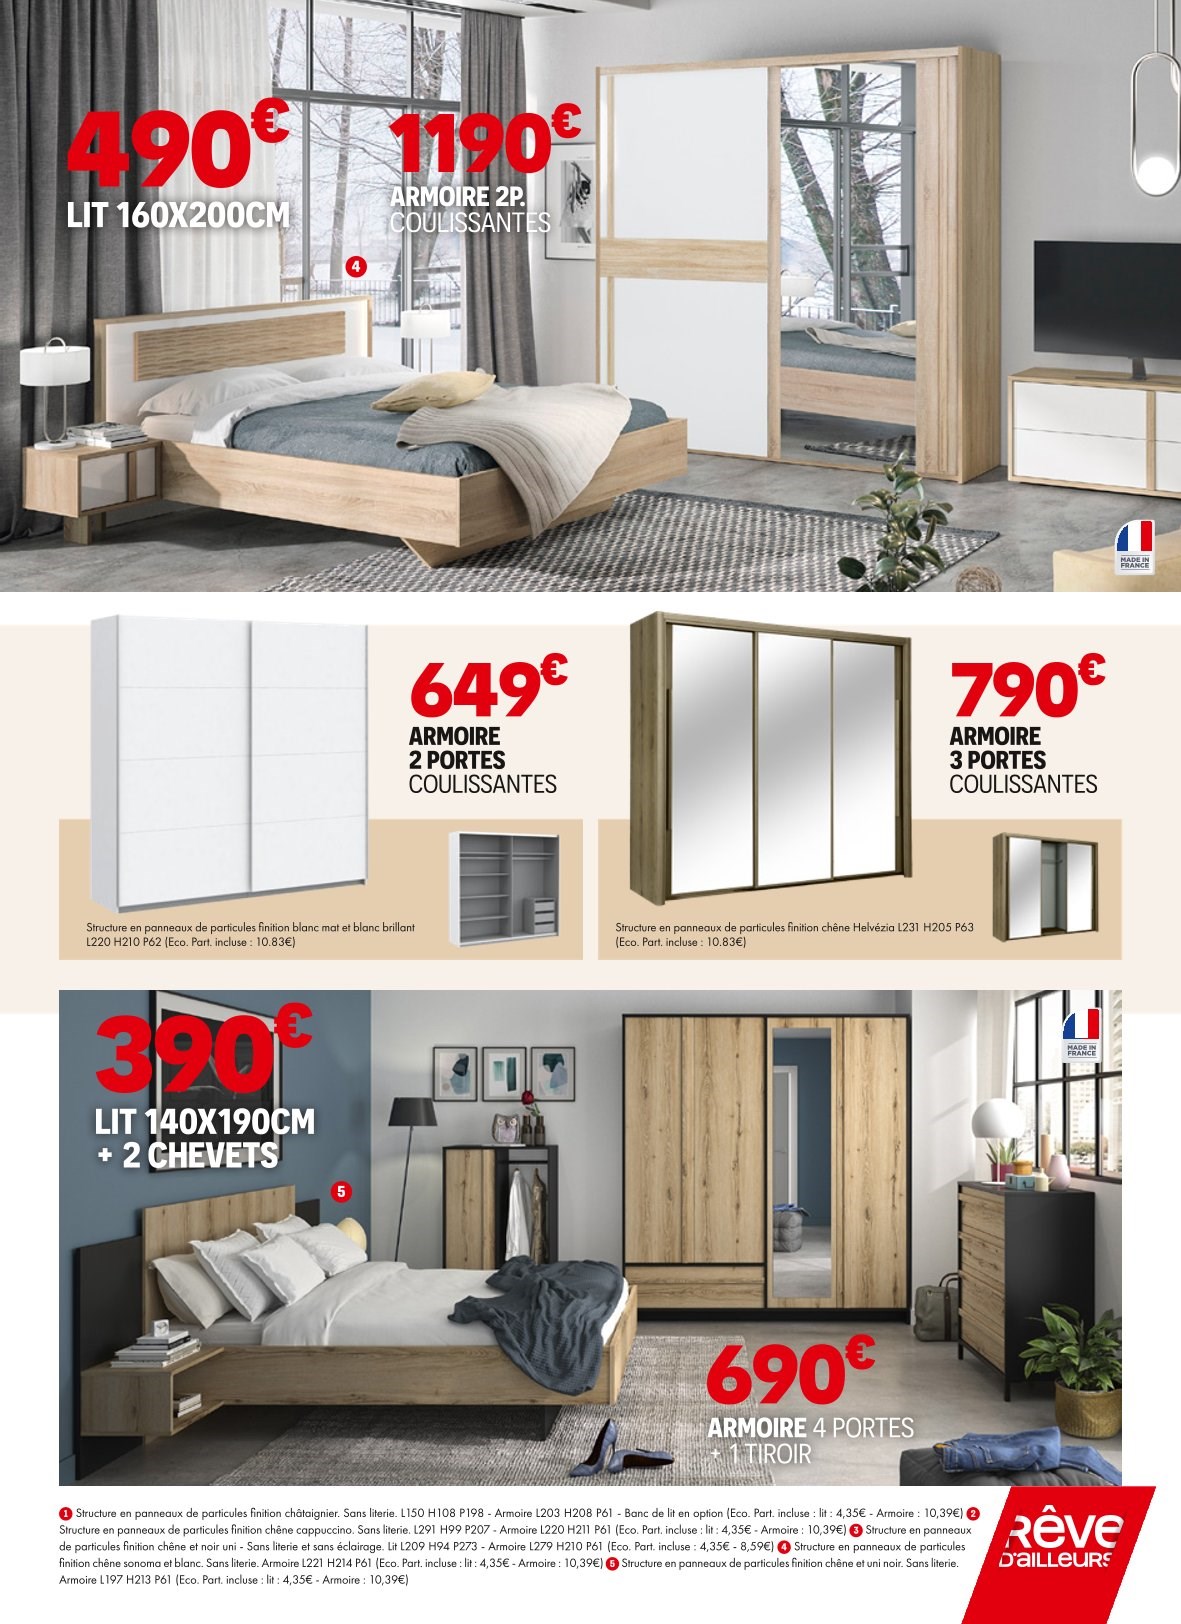 490€
LIT 160X200CM
1190€
ARMOIRE 2P.
COULISSANTES
4
MADE IN
FRANCE
649€
ARMOIRE
2 PORTES
COULISSANTES
Structure en panneaux de particules finition blanc mat et blanc brillant
L220 H210 P62 (Eco. Part. incluse : 10.83€)
790€
ARMOIRE
3 PORTES
COULISSANTES
Structure en panneaux de particules finition chêne Helvézia L231 H205 P63
(Eco. Part. incluse : 10.83€)
390€
LIT 140X190CM
+ 2 CHEVETS
5
MADE IN
FRANCE
690€
ARMOIRE 4 PORTES
+ 1 TIROIR
1 Structure en panneaux de particules finition châtaignier. Sans literie. L150 H108 P198 - Armoire L203 H208 P61 - Banc de lit en option (Eco. Part. incluse : lit : 4,35€ - Armoire : 10,39€) 2
Structure en panneaux de particules finition chêne cappuccino. Sans literie. L291 H99 P207 - Armoire L220 H211 P61 (Eco. Part. incluse : lit : 4,35€ - Armoire : 10,39€) 3 Structure en panneaux
de particules finition chêne et noir uni - Sans literie et sans éclairage. Lit L209 H94 P273 - Armoire L279 H210 P61 (Eco. Part. incluse : 4,35€ - 8,59€) 4 Structure en panneaux de particules
finition chêne sonoma et blanc. Sans literie. Armoire L221 H214 P61 (Eco. Part. incluse : lit : 4,35€ - Armoire : 10,39€) 5 Structure en panneaux de particules finition chêne et uni noir. Sans literie.
Armoire L197 H213 P61 (Eco. Part. incluse : lit : 4,35€ - Armoire : 10,39€)
RÊVE
D'AILLEURS